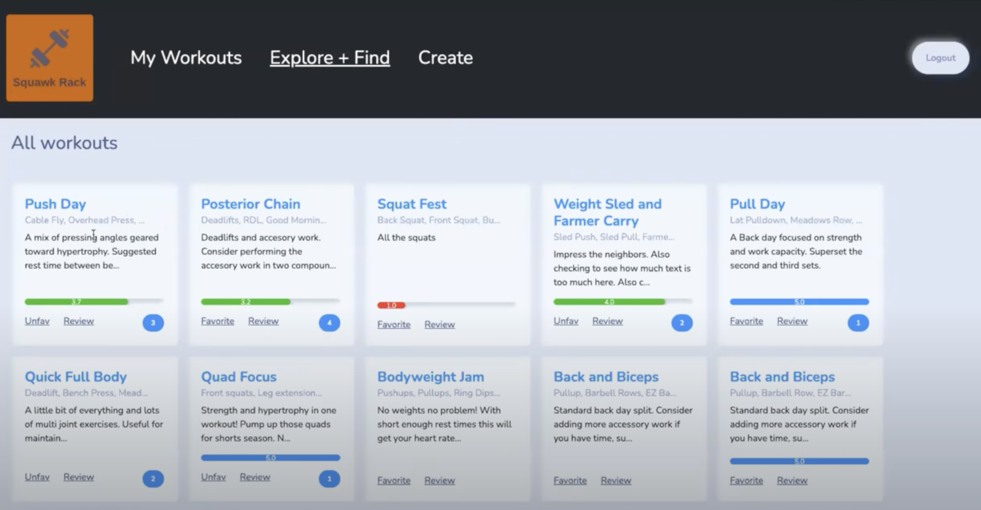 Squawk Rack
My Workouts
Explore + Find
Create
Logout
All workouts
Push Day
Cable Fly, Overhead Press, ...
A mix of pressing angles geared
toward hypertrophy. Suggested
rest time between be...
3.7
Unfav
Review
3
Posterior Chain
Deadlifts, RDL, Good Mornin...
Deadlifts and accesory work.
Consider performing the
accesory work in two compoun...
3.2
Favorite
Review
4
Squat Fest
Back Squat, Front Squat, Bu...
All the squats
1.0
Favorite
Review
Weight Sled and
Farmer Carry
Sled Push, Sled Pull, Farme...
Impress the neighbors. Also
checking to see how much text is
too much here. Also c...
4.0
Unfav
Review
2
Pull Day
Lat Pulldown, Meadows Row, ...
A Back day focused on strength
and work capacity. Superset the
second and third sets.
5.0
Favorite
Review
1
Quick Full Body
Deadlift, Bench Press, Mead...
A little bit of everything and lots
of multi joint exercises. Useful for
maintain...
Unfav
Review
2
Quad Focus
Front squats, Leg extension...
Strength and hypertrophy in one
workout! Pump up those quads
for shorts season. N...
5.0
Unfav
Review
1
Bodyweight Jam
Pushups, Pullups, Ring Dips...
No weights no problem! With
short enough rest times this will
get your heart rate...
Favorite
Review
Back and Biceps
Pullup, Barbell Rows, EZ Ba...
Standard back day split. Consider
adding more accessory work if
you have time, su...
Favorite
Review
Back and Biceps
Pullup, Barbell Row, EZ Bar...
Standard back day split. Consider
adding more accessory work if
you have time, su...
5.0
Favorite
Review